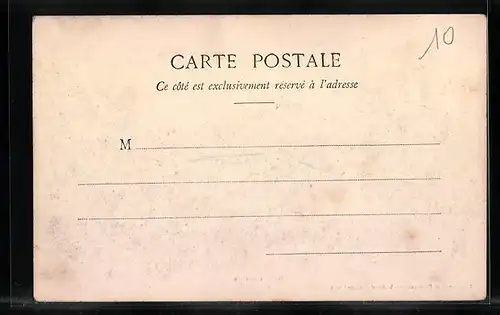 10
CARTE POSTALE
Ce côté est exclusivement réservé à l'adresse
M